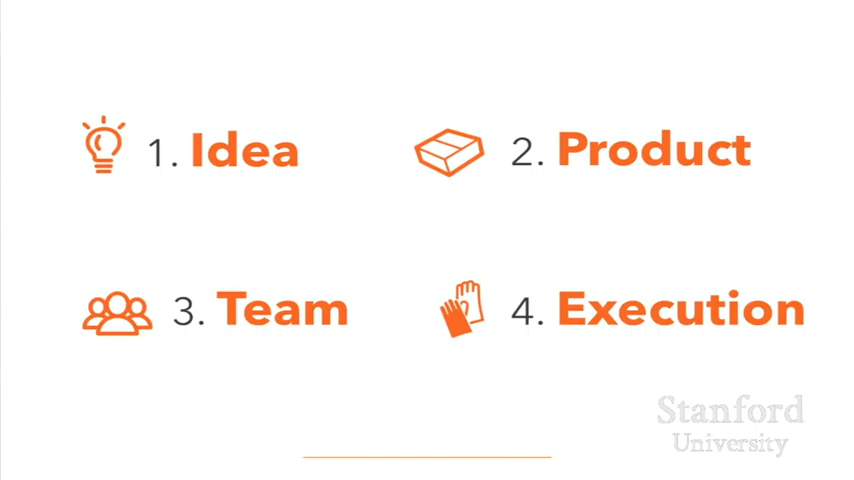 1. Idea
2. Product
3. Team
4. Execution
Stanford
University